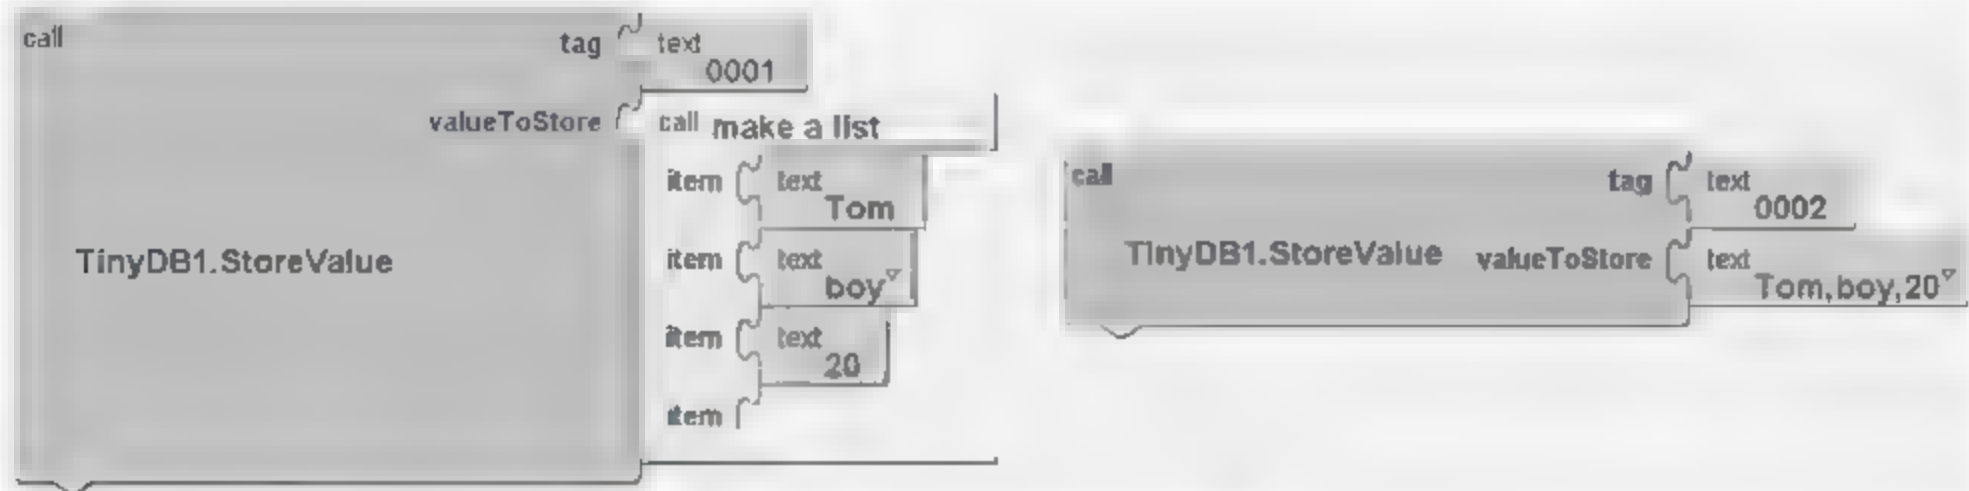 call
tag text
0001
valueToStore call make a list
item text
Tom
TinyDB1.StoreValue
item text
boy
item text
20
item
call
tag text
0002
TinyDB1.StoreValue valueToStore text
Tom,boy,20